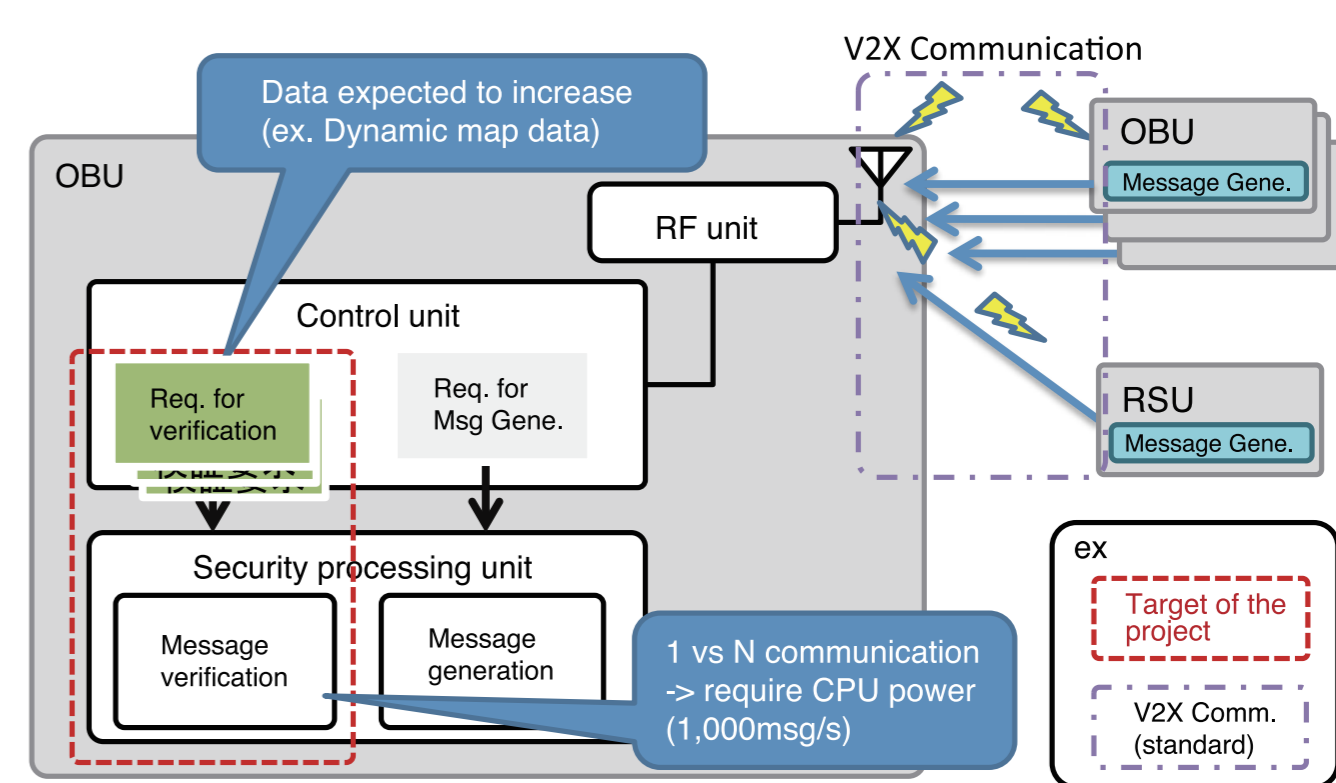 V2X Communication
Data expected to increase
(ex. Dynamic map data)
OBU
OBU
Message Gene.
RF unit
Control unit
Req. for
verification
Req. for
Msg Gene.
RSU
Message Gene.
Security processing unit
Message
verification
Message
generation
1 vs N communication
-> require CPU power
(1,000msg/s)
ex
Target of the
project
V2X Comm.
(standard)